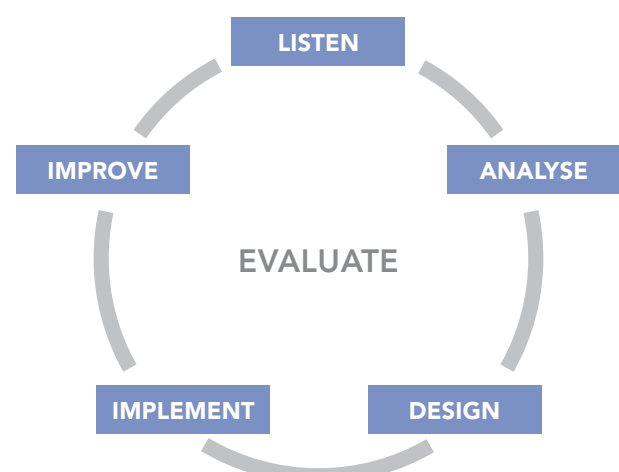 LISTEN
IMPROVE
ANALYSE
EVALUATE
IMPLEMENT
DESIGN